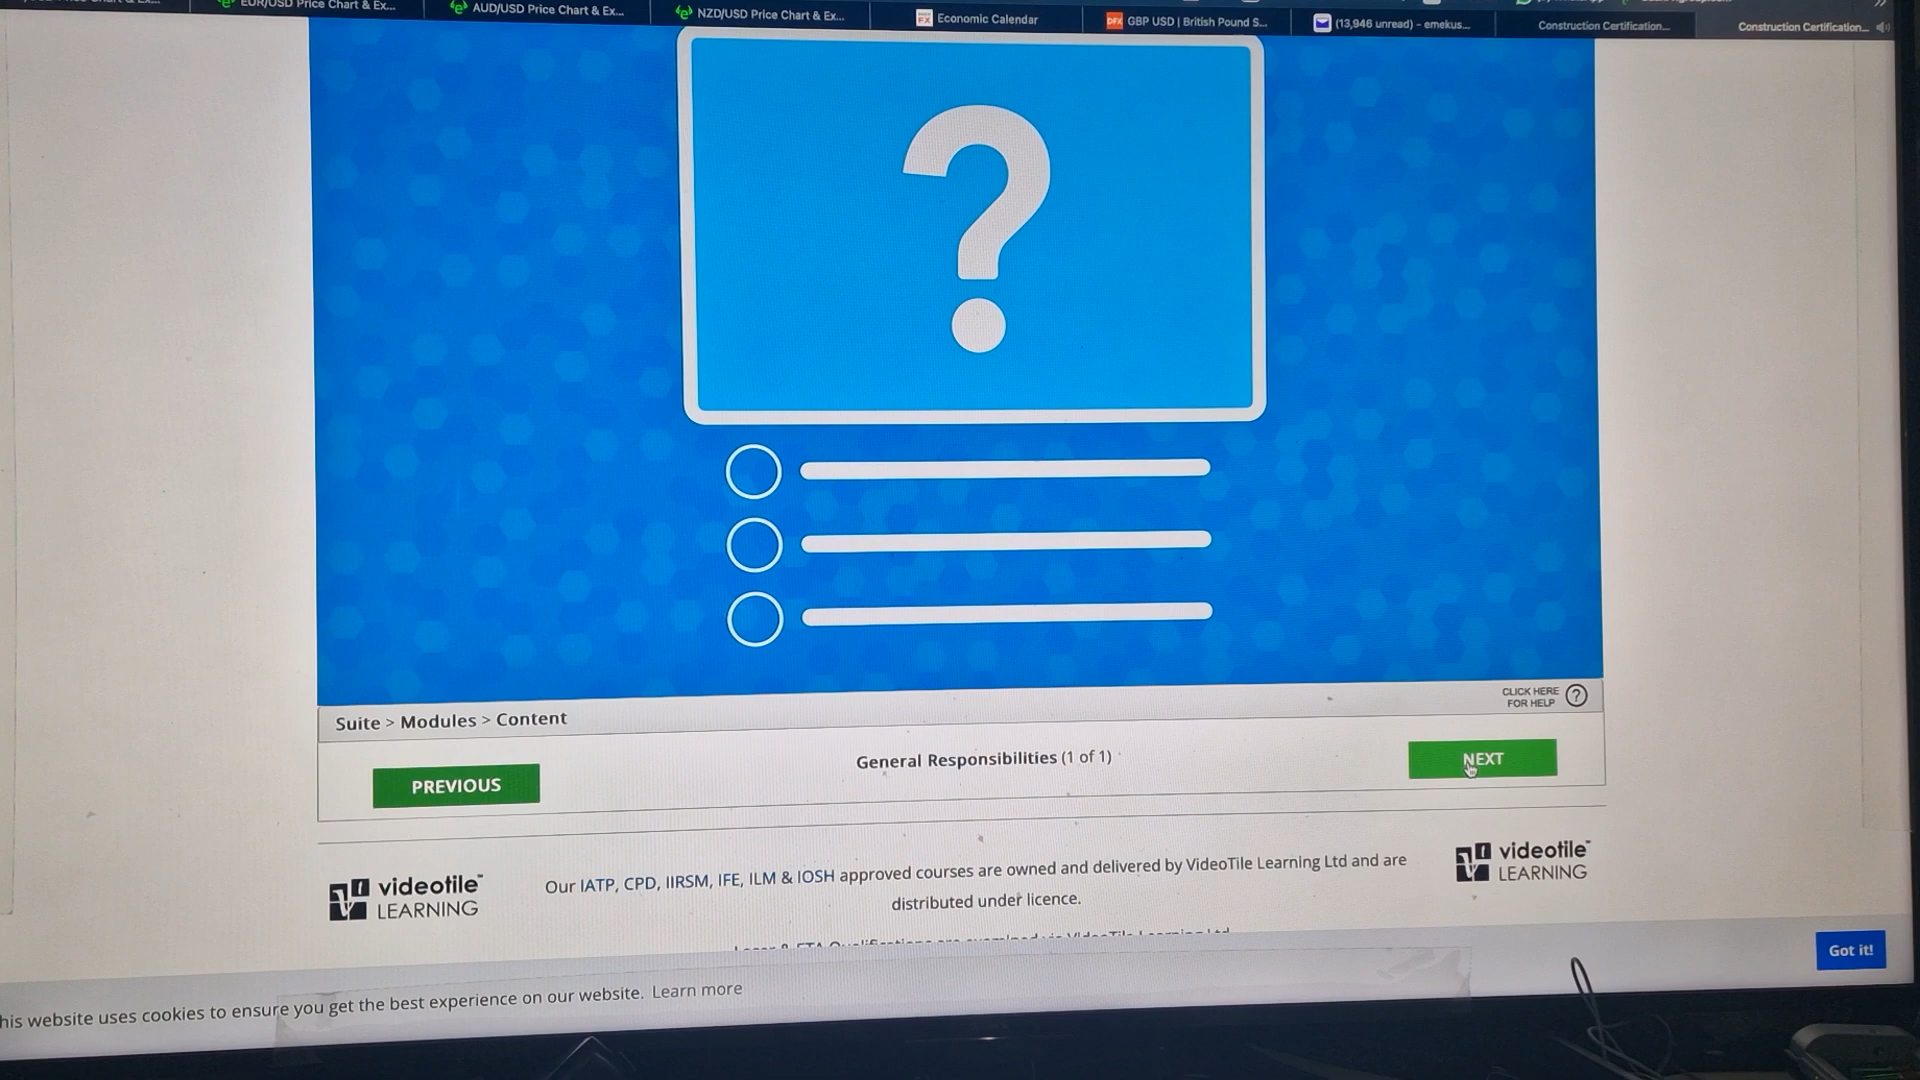 EUR/USD Price Chart & Ex...
AUD/USD Price Chart & Ex...
NZD/USD Price Chart & Ex...
Economic Calendar
GBP USD | British Pound S...
(13,946 unread) - emekus...
Construction Certification...
Construction Certification...
?
CLICK HERE
FOR HELP ?
Suite > Modules > Content
PREVIOUS
General Responsibilities (1 of 1)
NEXT
videotile™
LEARNING
Our IATP, CPD, IIRSM, IFE, ILM & IOSH approved courses are owned and delivered by VideoTile Learning Ltd and are
distributed under licence.
videotile™
LEARNING
Got it!
his website uses cookies to ensure you get the best experience on our website. Learn more